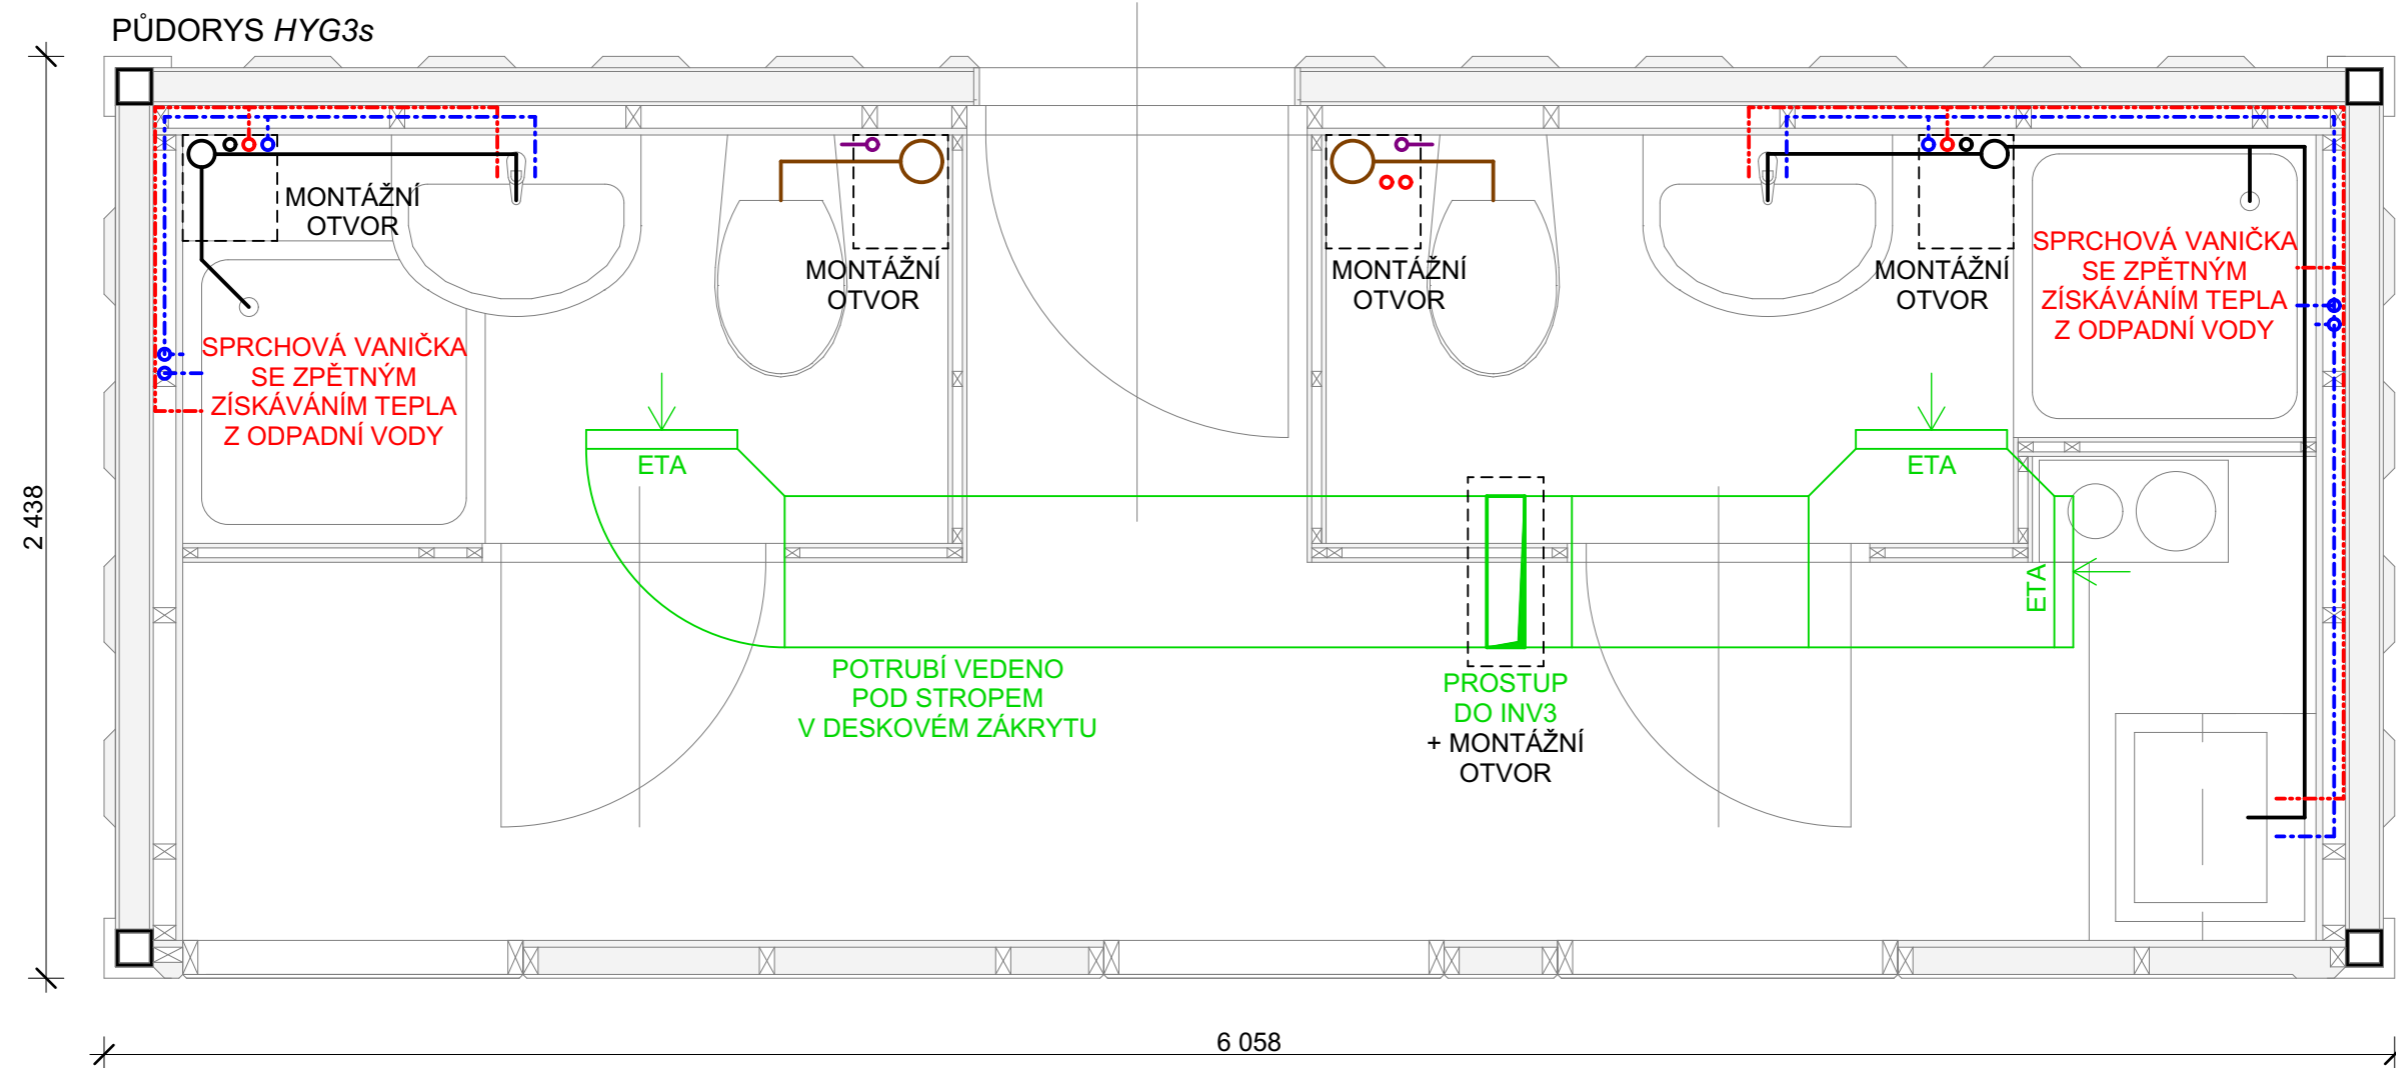 PŮDORYS HYG3s
MONTÁŽNÍ
OTVOR
MONTÁŽNÍ
OTVOR
MONTÁŽNÍ
OTVOR
MONTÁŽNÍ
OTVOR
SPRCHOVÁ VANIČKA
SE ZPĚTNÝM
ZÍSKÁVÁNÍM TEPLA
Z ODPADNÍ VODY
SPRCHOVÁ VANIČKA
SE ZPĚTNÝM
ZÍSKÁVÁNÍM TEPLA
Z ODPADNÍ VODY
ETA
ETA
ETA
2 438
POTRUBÍ VEDENO
POD STROPEM
V DESKOVÉM ZÁKRYTU
PROSTUP
DO INV3
+ MONTÁŽNÍ
OTVOR
6 058